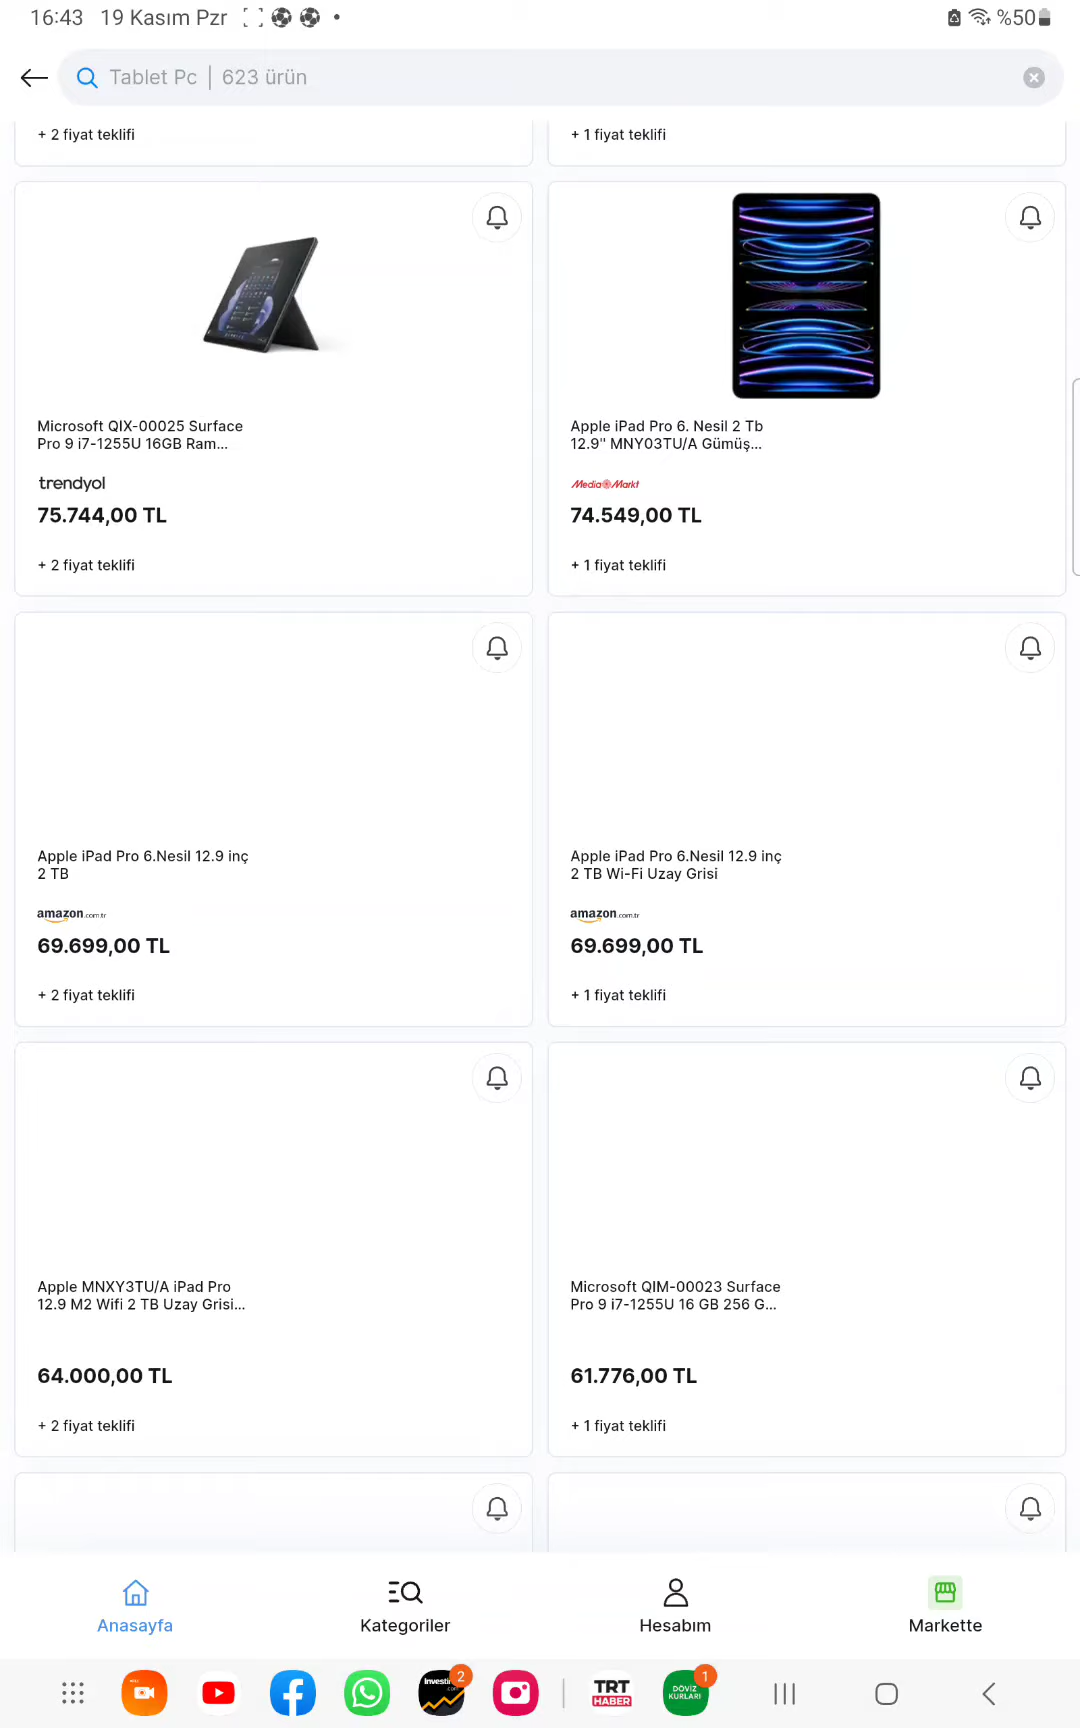 16:43 19 Kasım Pzr %50
Tablet Pc | 623 ürün
+ 2 fiyat teklifi
+ 1 fiyat teklifi
Microsoft QIX-00025 Surface
Pro 9 i7-1255U 16GB Ram...
trendyol
75.744,00 TL
+ 2 fiyat teklifi
Apple iPad Pro 6. Nesil 2 Tb
12.9" MNY03TU/A Gümüş...
MediaMarkt
74.549,00 TL
+ 1 fiyat teklifi
Apple iPad Pro 6.Nesil 12.9 inç
2 TB
amazon.com.tr
69.699,00 TL
+ 2 fiyat teklifi
Apple iPad Pro 6.Nesil 12.9 inç
2 TB Wi-Fi Uzay Grisi
amazon.com.tr
69.699,00 TL
+ 1 fiyat teklifi
Apple MNXY3TU/A iPad Pro
12.9 M2 Wifi 2 TB Uzay Grisi...
64.000,00 TL
+ 2 fiyat teklifi
Microsoft QIM-00023 Surface
Pro 9 i7-1255U 16 GB 256 G...
61.776,00 TL
+ 1 fiyat teklifi
Anasayfa
Kategoriler
Hesabım
Markette
Investing
.com
2
TRT
HABER
DÖVİZ
KURLARI
1